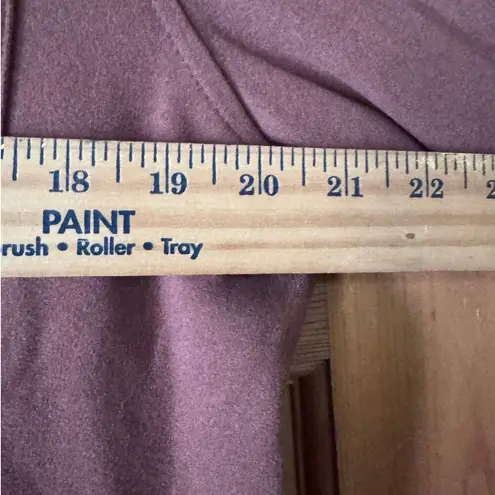 18 19 20 21 22
PAINT
rush • Roller • Tray